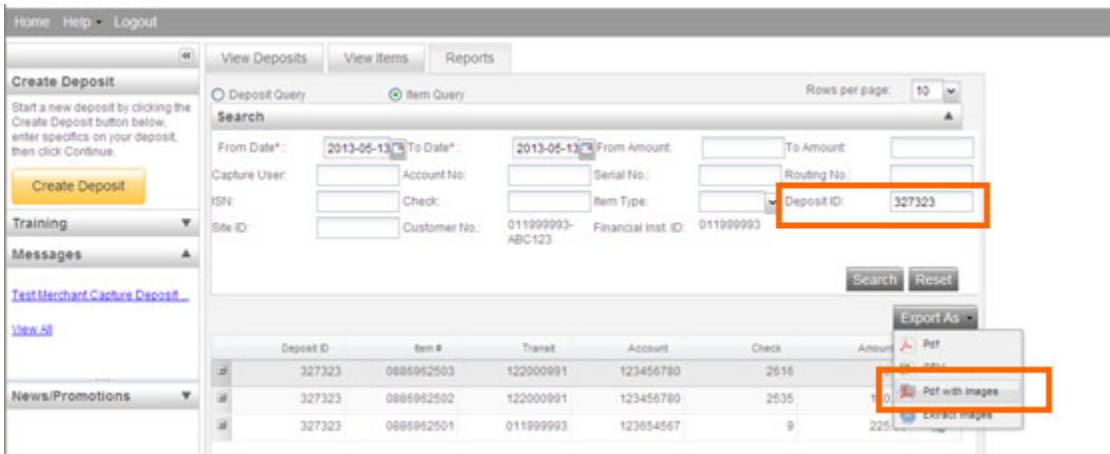 Home Help Logout
View Deposits View Items Reports
Create Deposit
Start a new deposit by clicking the
Create Deposit button below,
enter specifics on your deposit,
then click Continue.
Create Deposit
Training
Messages
Test Merchant Capture Deposit ...
View All
News/Promotions
Deposit Query Item Query Rows per page: 10
Search
From Date*: 2013-05-13 To Date*: 2013-05-13 From Amount: To Amount:
Capture User: Account No: Serial No.: Routing No.:
ISN: Check: Item Type: Deposit ID: 327323
Site ID: Customer No.: 011999993-ABC123 Financial Inst. ID: 011999993
Search Reset
Export As
Pdf
CSV
Pdf with Images
Extract Images
Deposit ID Item # Transit Account Check Amount
327323 0886962503 122000991 123456780 2616
327323 0886962502 122000991 123456780 2535
327323 0886962501 011999993 123654567 9